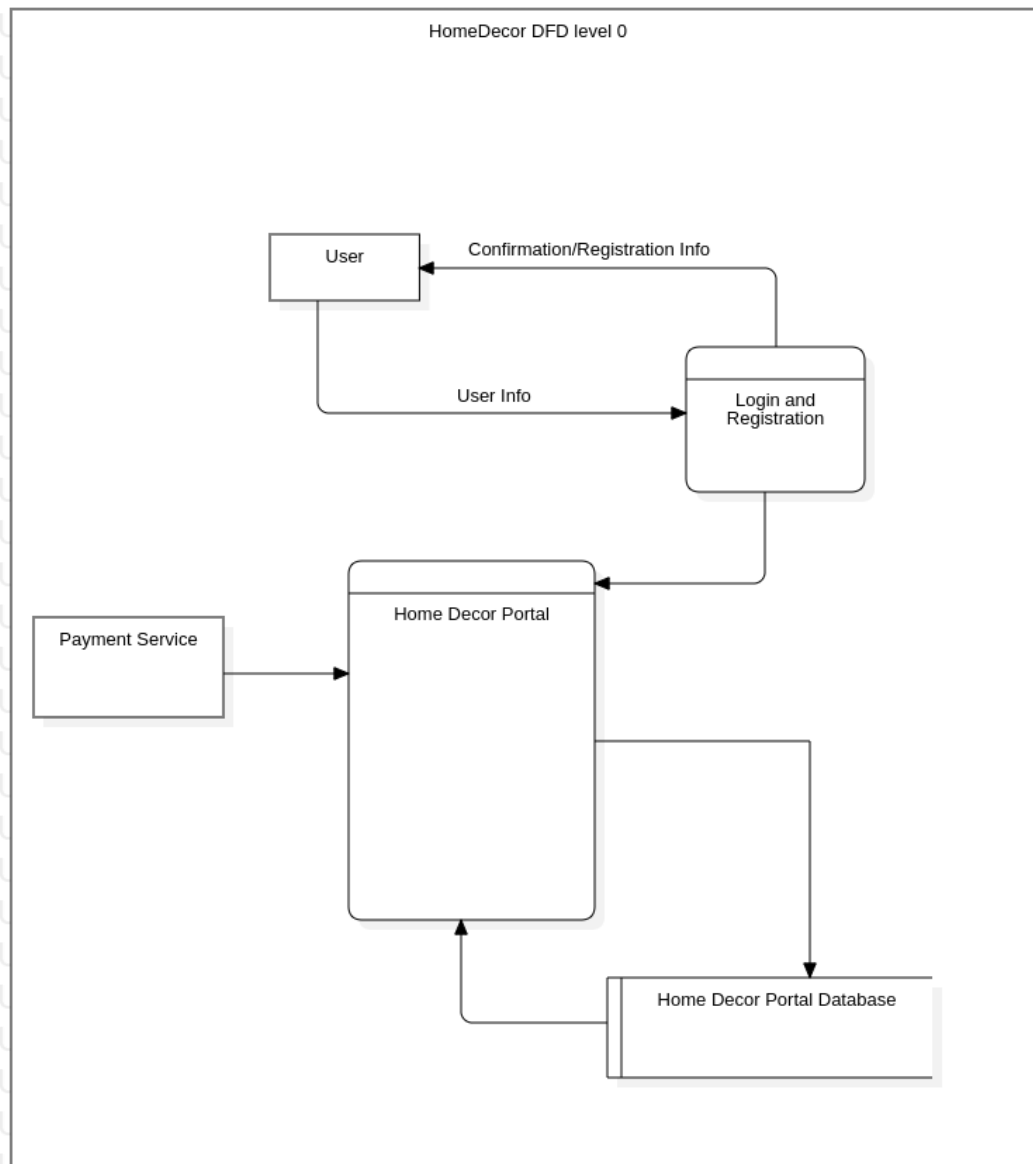 HomeDecor DFD level 0
User
Confirmation/Registration Info
User Info
Login and
Registration
Home Decor Portal
Payment Service
Home Decor Portal Database